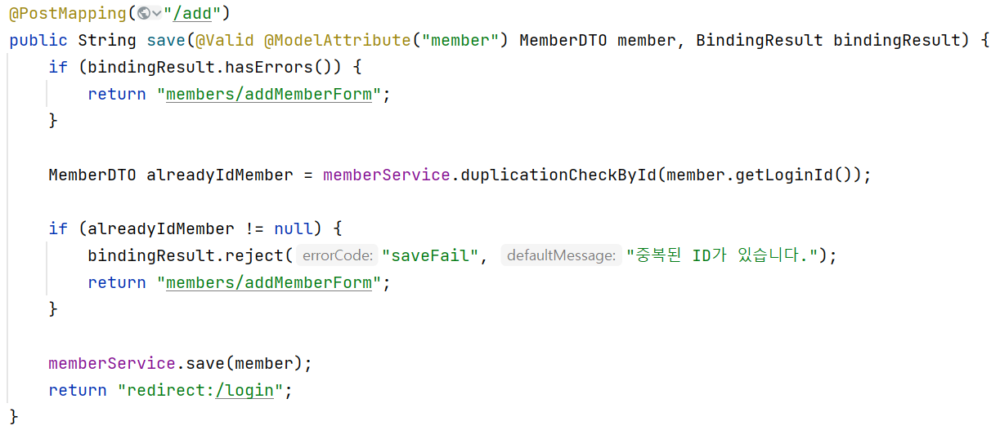 @PostMapping("/add")
public String save(@Valid @ModelAttribute("member") MemberDTO member, BindingResult bindingResult) {
    if (bindingResult.hasErrors()) {
        return "members/addMemberForm";
    }

    MemberDTO alreadyIdMember = memberService.duplicationCheckById(member.getLoginId());

    if (alreadyIdMember != null) {
        bindingResult.reject( errorCode: "saveFail", defaultMessage: "중복된 ID가 있습니다.");
        return "members/addMemberForm";
    }

    memberService.save(member);
    return "redirect:/login";
}